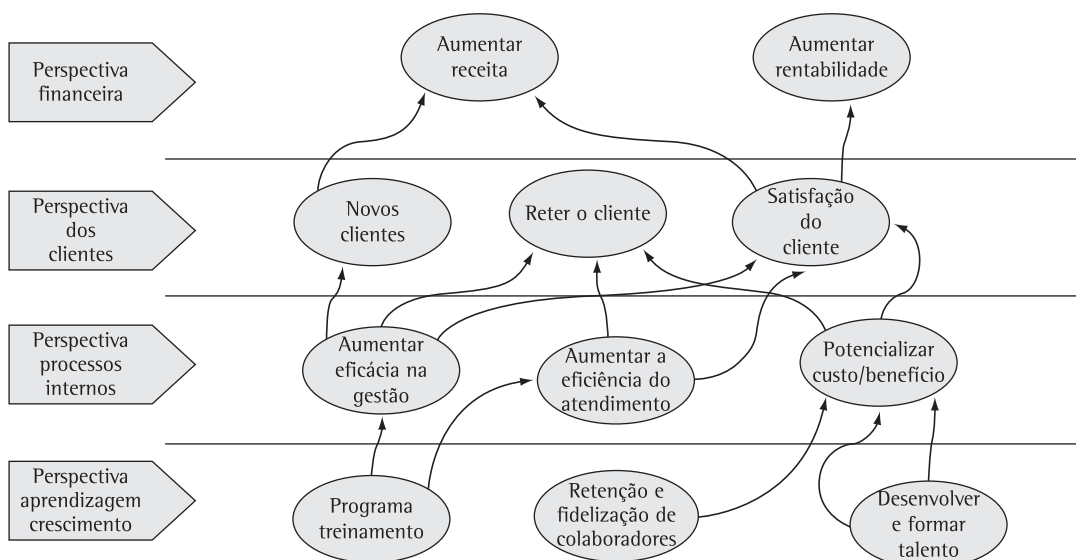 Perspectiva
financeira
Aumentar
receita
Aumentar
rentabilidade
Perspectiva
dos
clientes
Novos
clientes
Reter o cliente
Satisfação
do
cliente
Perspectiva
processos
internos
Aumentar
eficácia na
gestão
Aumentar a
eficiência do
atendimento
Potencializar
custo/benefício
Perspectiva
aprendizagem
crescimento
Programa
treinamento
Retenção e
fidelização de
colaboradores
Desenvolver
e formar
talento